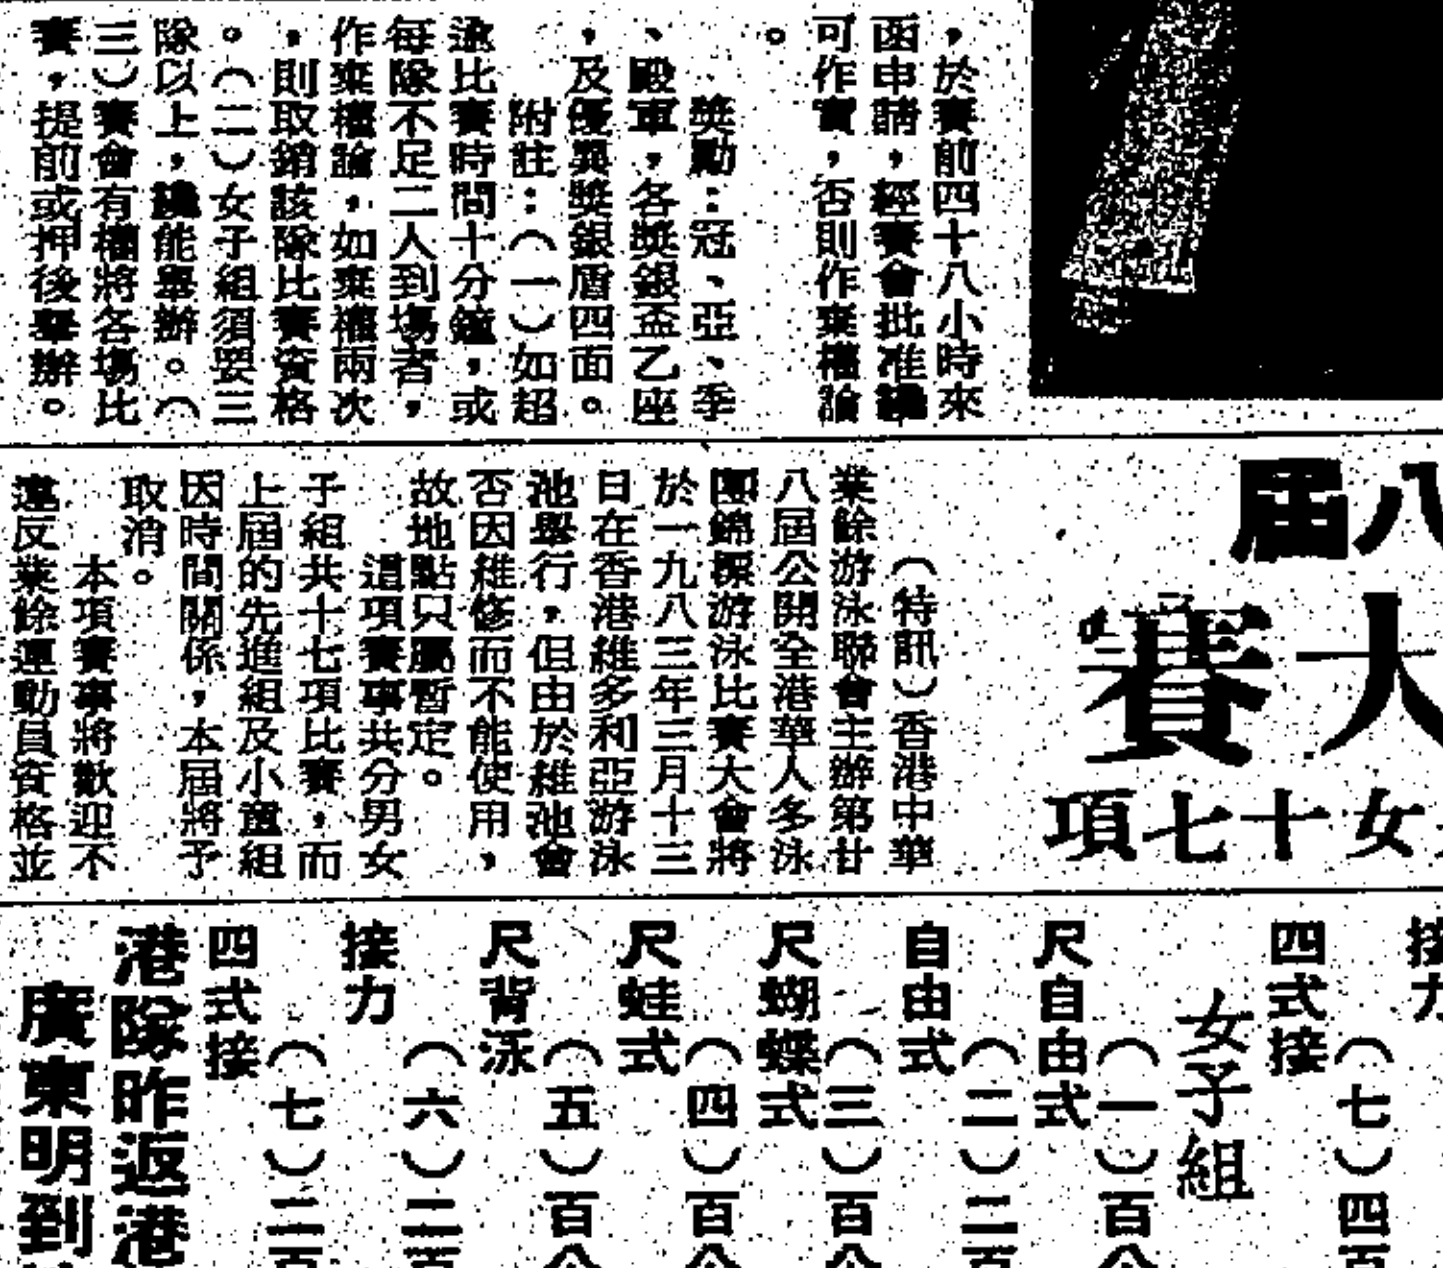 ，於賽前四十八小時來
函申請，經賽會批准纔
可作實，否則作棄權論
。
獎勵：冠、亞、季
、殿軍，各獎銀盃乙座
，及優異獎銀盾四面。
附註：（一）如超
逾比賽時間十分鐘，或
每隊不足二人到塲者，
作棄權論，如棄權兩次
，則取銷該隊比賽資格
。（二）女子組須要三
隊以上，纔能舉辦。（
三）賽會有權將各塲比
賽，提前或押後舉辦。
八屆
大賽
女十七項
（特訊）香港中華
業餘游泳聯會主辦第廿
八屆公開全港華人多泳
團錦標游泳比賽大會將
於一九八三年三月十三
日在香港維多利亞游泳
池舉行，但由於維池會
否因維修而不能使用，
故地點只屬暫定。
這項賽事共分男女
子組共十七項比賽，而
上屆的先進組及小童組
因時間關係，本屆將予
取消。
本項賽事將歡迎不
違反業餘運動員資格並
接力
（七）四百
四式接
女子組
（一）百公
尺自由式
（二）二百
自由式
（三）百公
尺蝴蝶式
（四）百公
尺蛙式
（五）百公
尺背泳
（六）二百
接力
（七）二百
四式接
港隊昨返港
廣東明到